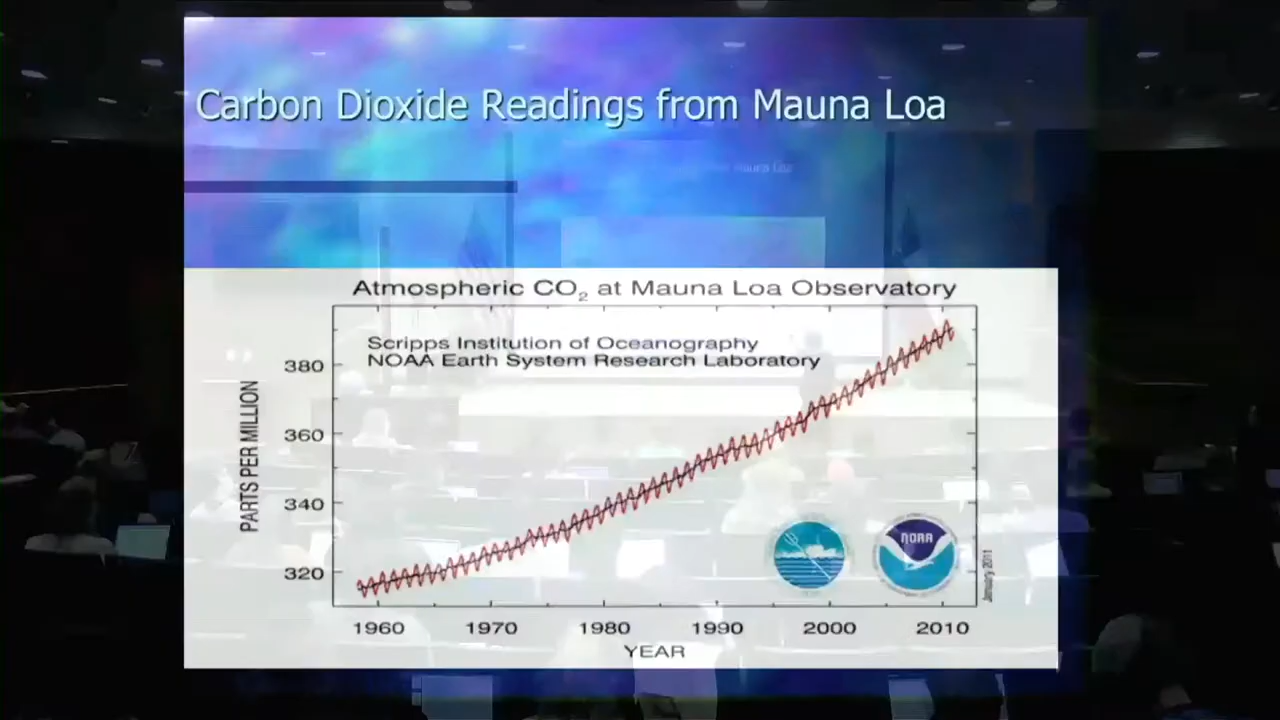 Carbon Dioxide Readings from Mauna Loa
Mauna Loa
Atmospheric CO₂ at Mauna Loa Observatory
Scripps Institution of Oceanography
NOAA Earth System Research Laboratory
PARTS PER MILLION
380
360
340
320
NOAA
January 2011
1960 1970 1980 1990 2000 2010
YEAR